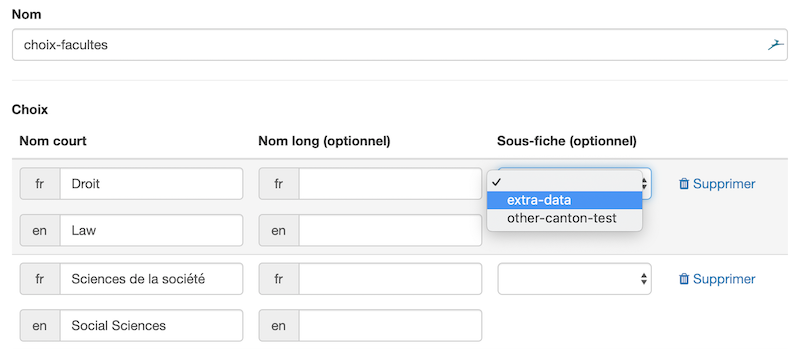 Nom
choix-facultes
Choix
Nom court Nom long (optionnel) Sous-fiche (optionnel)
fr Droit fr Supprimer
extra-data
other-canton-test
en Law en
fr Sciences de la société fr Supprimer
en Social Sciences en